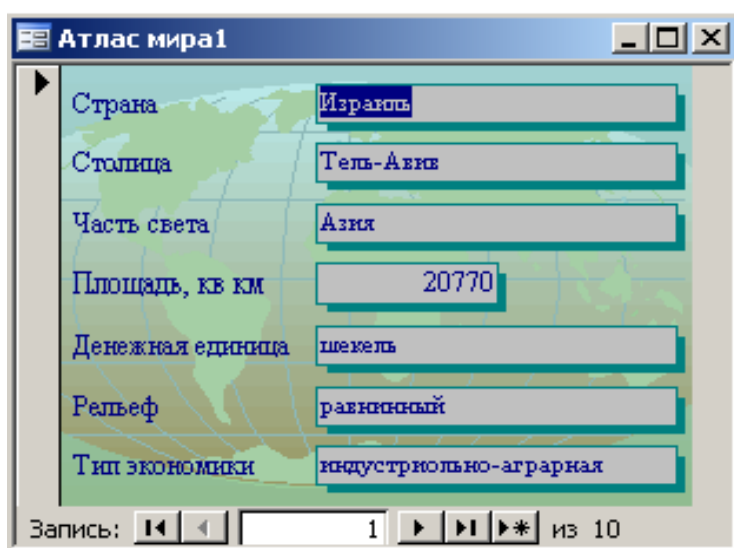 Атлас мира1
Страна Израиль
Столица Тель-Авив
Часть света Азия
Площадь, кв км 20770
Денежная единица шекель
Рельеф равнинный
Тип экономики индустриольно-аграрная
Запись: 1 из 10